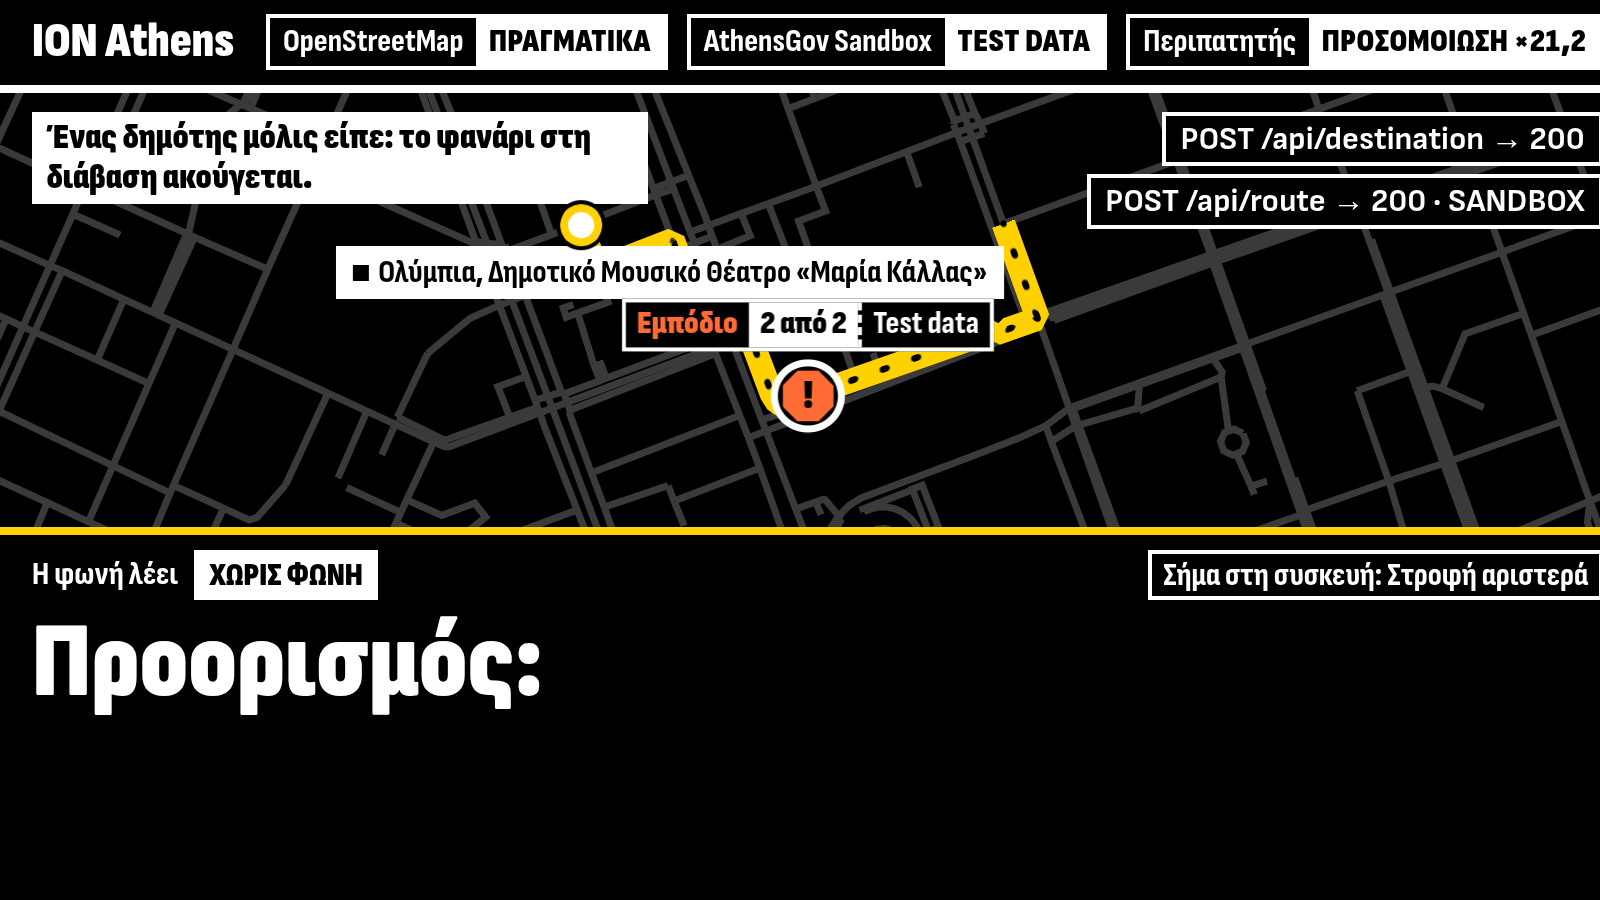 ION Athens
OpenStreetMap ΠΡΑΓΜΑΤΙΚΑ
AthensGov Sandbox TEST DATA
Περιπατητής ΠΡΟΣΟΜΟΙΩΣΗ ×21,2
Ένας δημότης μόλις είπε: το φανάρι στη
διάβαση ακούγεται.
POST /api/destination → 200
POST /api/route → 200 · SANDBOX
■ Ολύμπια, Δημοτικό Μουσικό Θέατρο «Μαρία Κάλλας»
Εμπόδιο 2 από 2 Test data
!
Η φωνή λέει ΧΩΡΙΣ ΦΩΝΗ
Σήμα στη συσκευή: Στροφή αριστερά
Προορισμός: